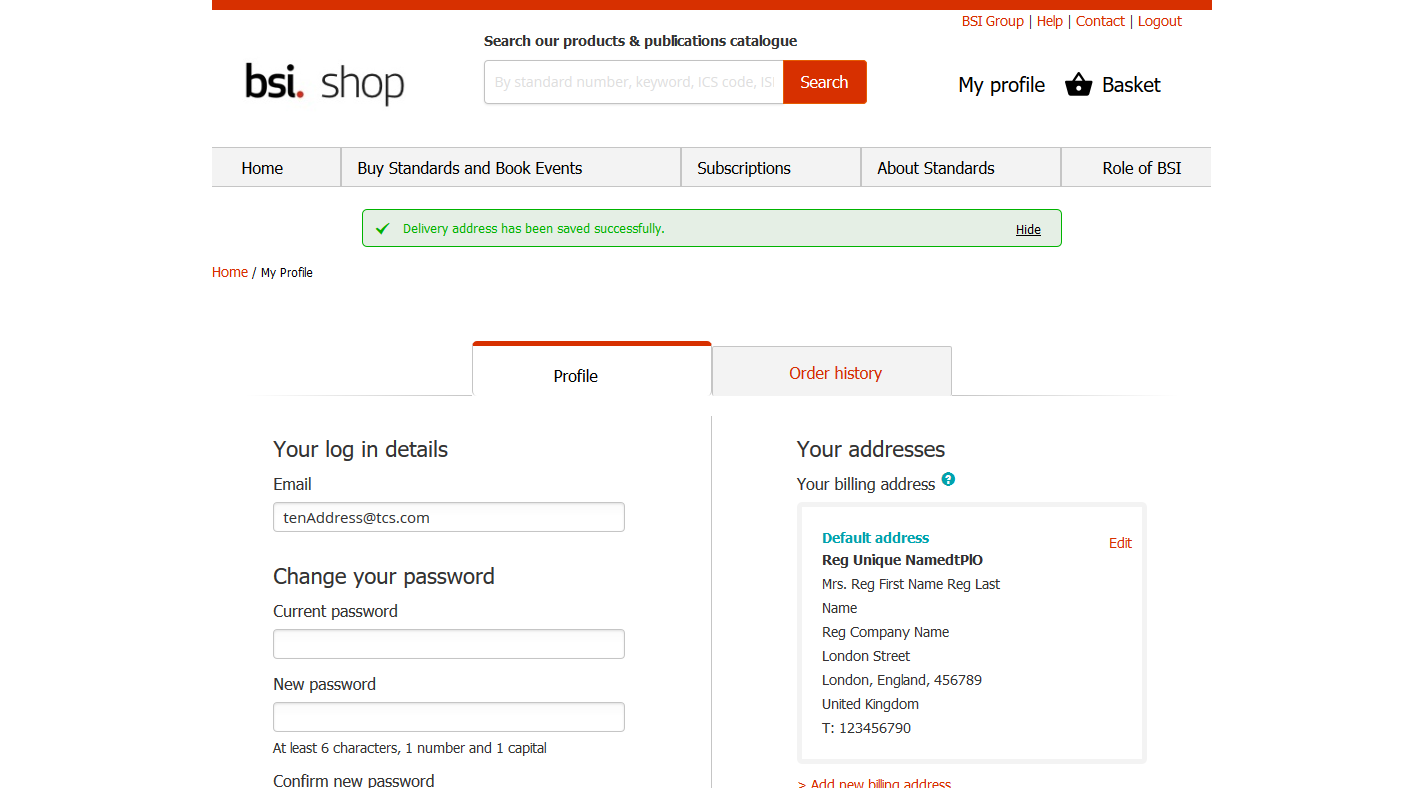 BSI Group | Help | Contact | Logout
Search our products & publications catalogue
bsi. shop
By standard number, keyword, ICS code, ISI
Search
My profile
Basket
Home
Buy Standards and Book Events
Subscriptions
About Standards
Role of BSI
Delivery address has been saved successfully.
Hide
Home / My Profile
Profile
Order history
Your log in details
Email
tenAddress@tcs.com
Change your password
Current password
New password
At least 6 characters, 1 number and 1 capital
Confirm new password
Your addresses
Your billing address ?
Default address
Edit
Reg Unique NamedtPlO
Mrs. Reg First Name Reg Last
Name
Reg Company Name
London Street
London, England, 456789
United Kingdom
T: 123456790
> Add new billing address